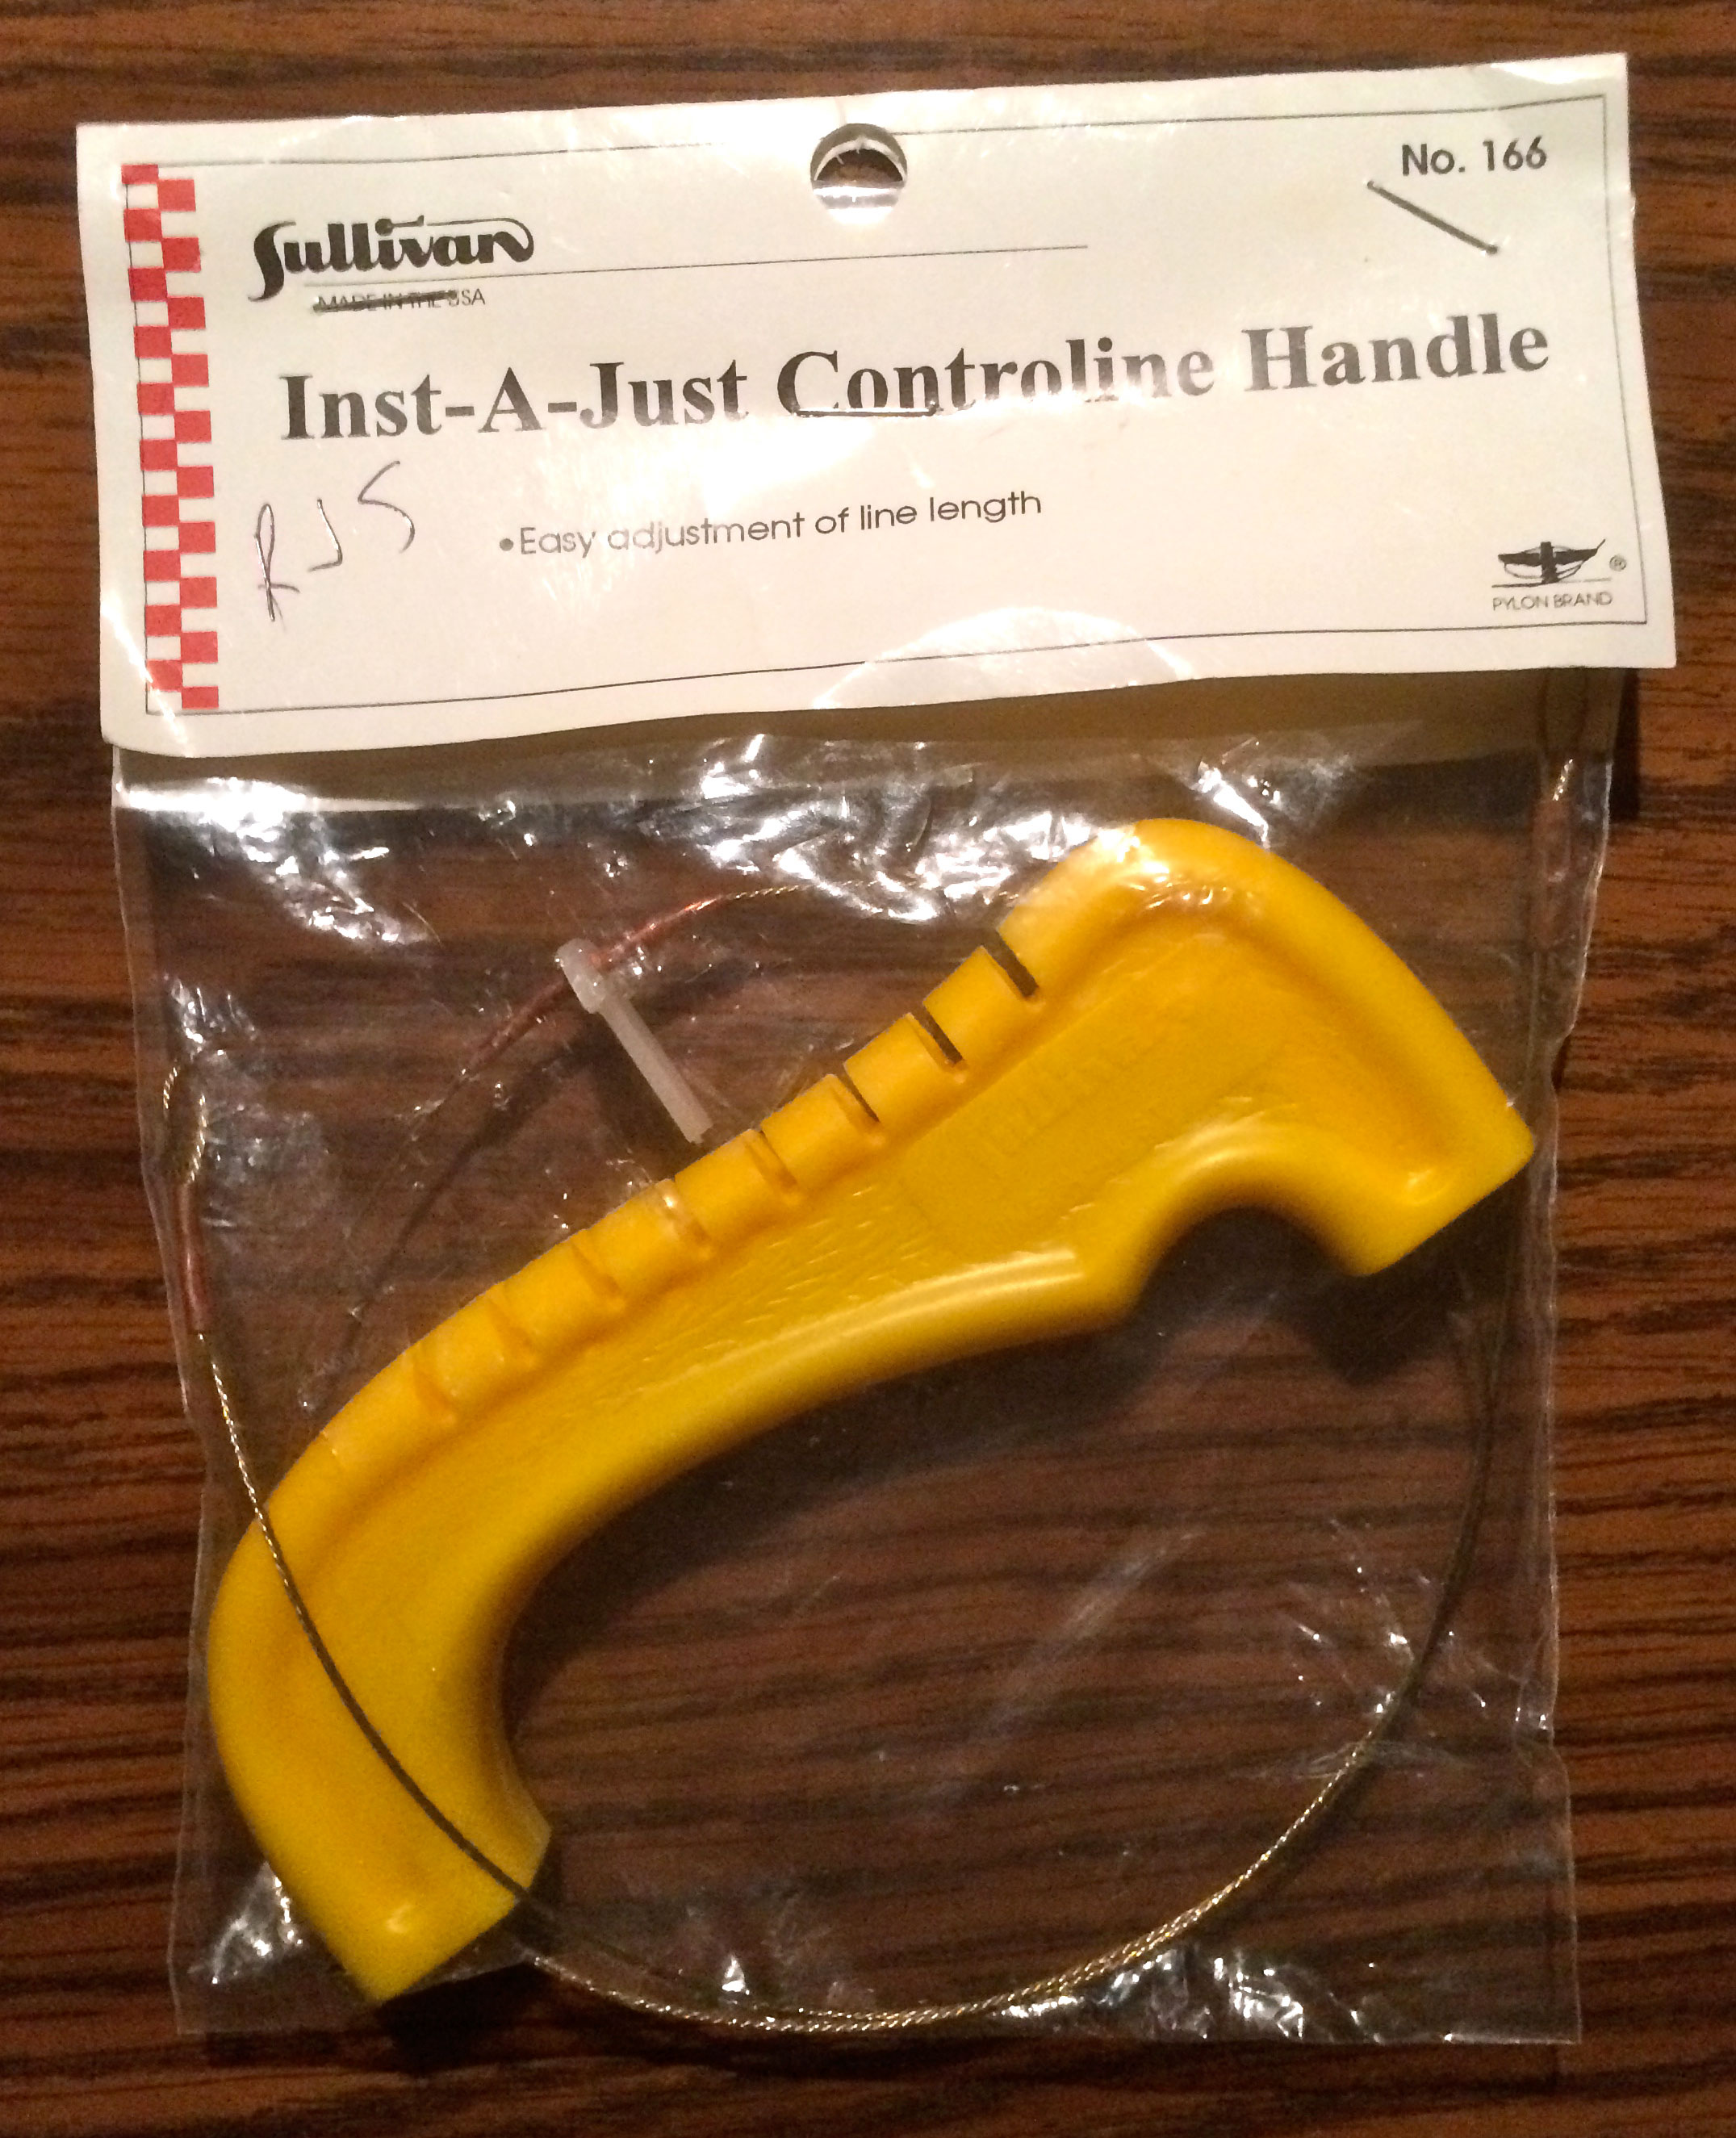 No. 166
Sullivan
MADE IN THE USA
Inst-A-Just Controline Handle
RJS
•Easy adjustment of line length
®
PYLON BRAND